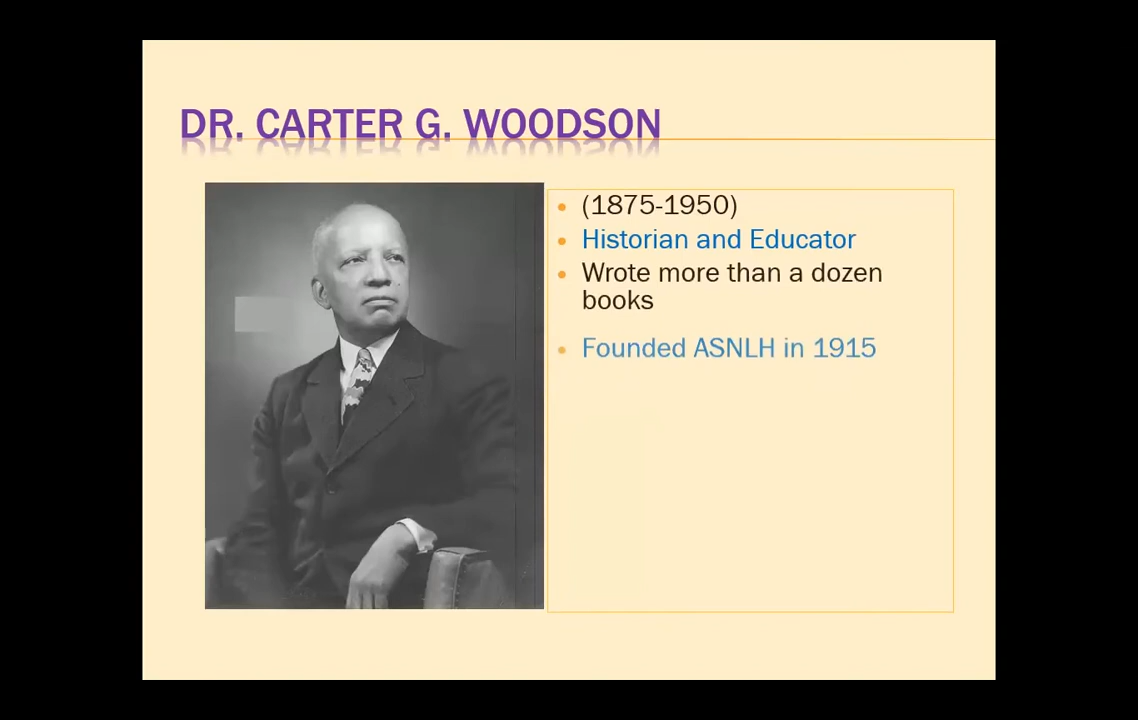 DR. CARTER G. WOODSON
(1875-1950)
Historian and Educator
Wrote more than a dozen
books
Founded ASNLH in 1915